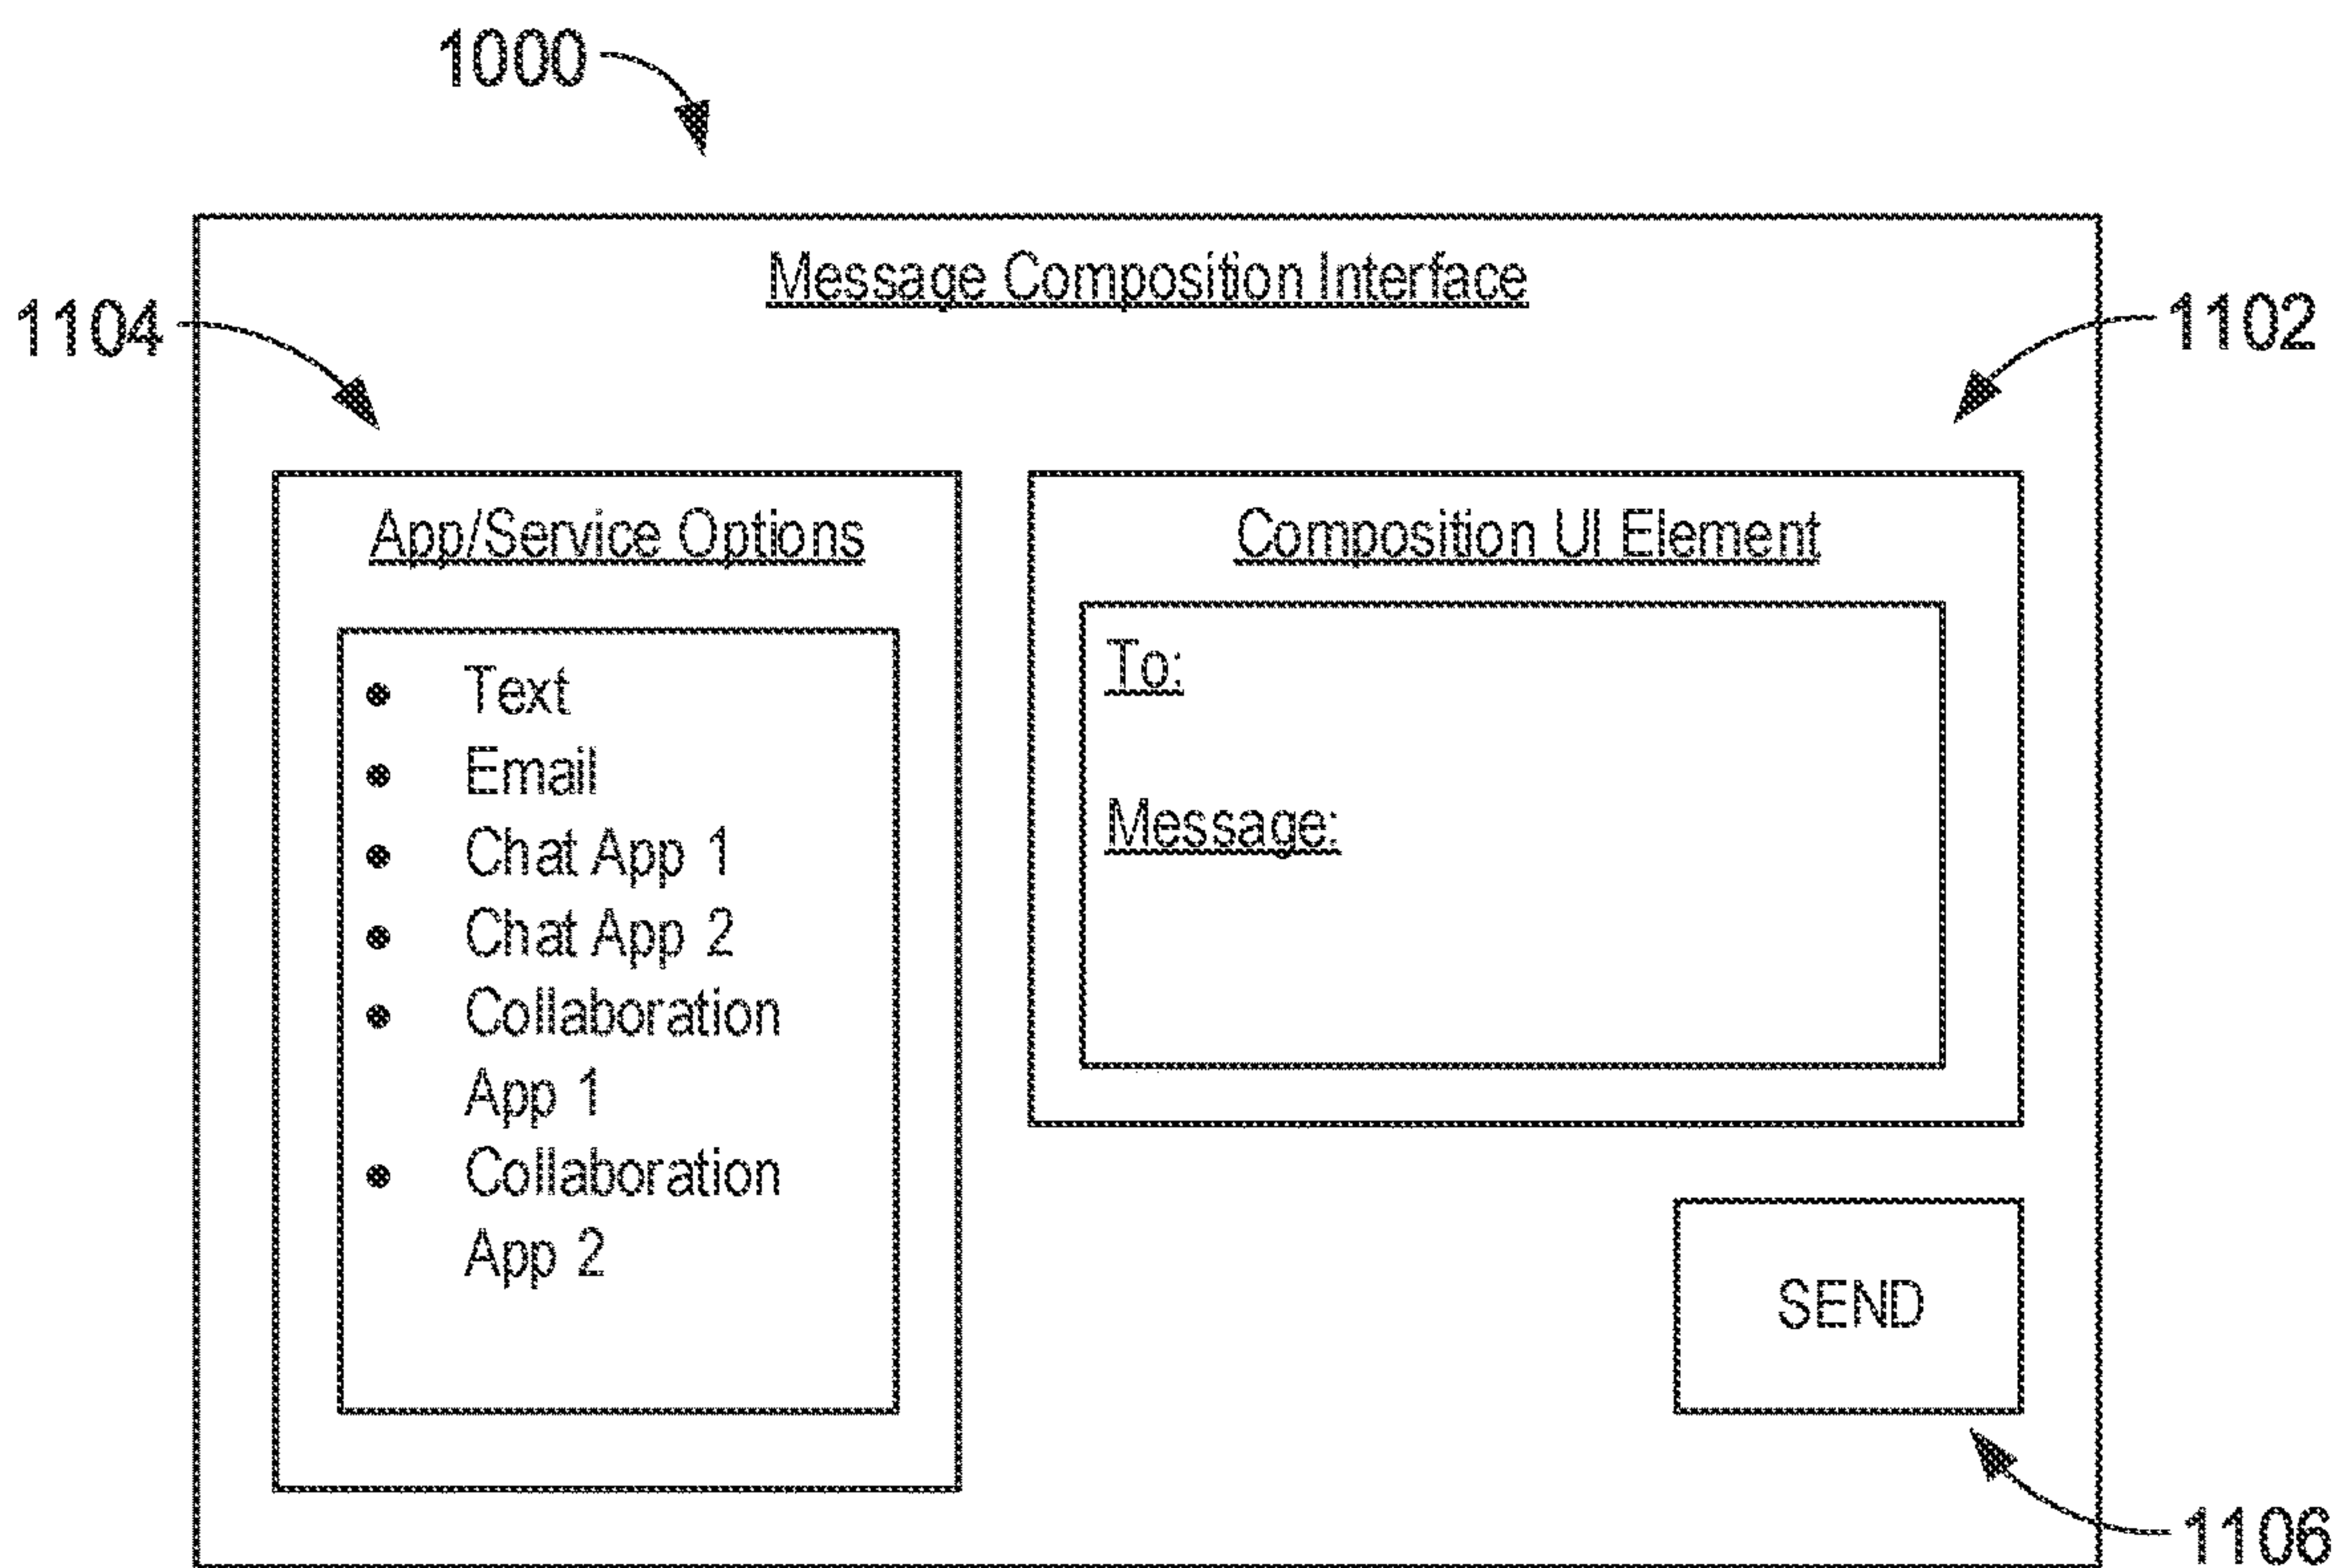 1000
Message Composition Interface
1104
1102
App/Service Options
• Text
• Email
• Chat App 1
• Chat App 2
• Collaboration
App 1
• Collaboration
App 2
Composition UI Element
To:
Message:
SEND
1106